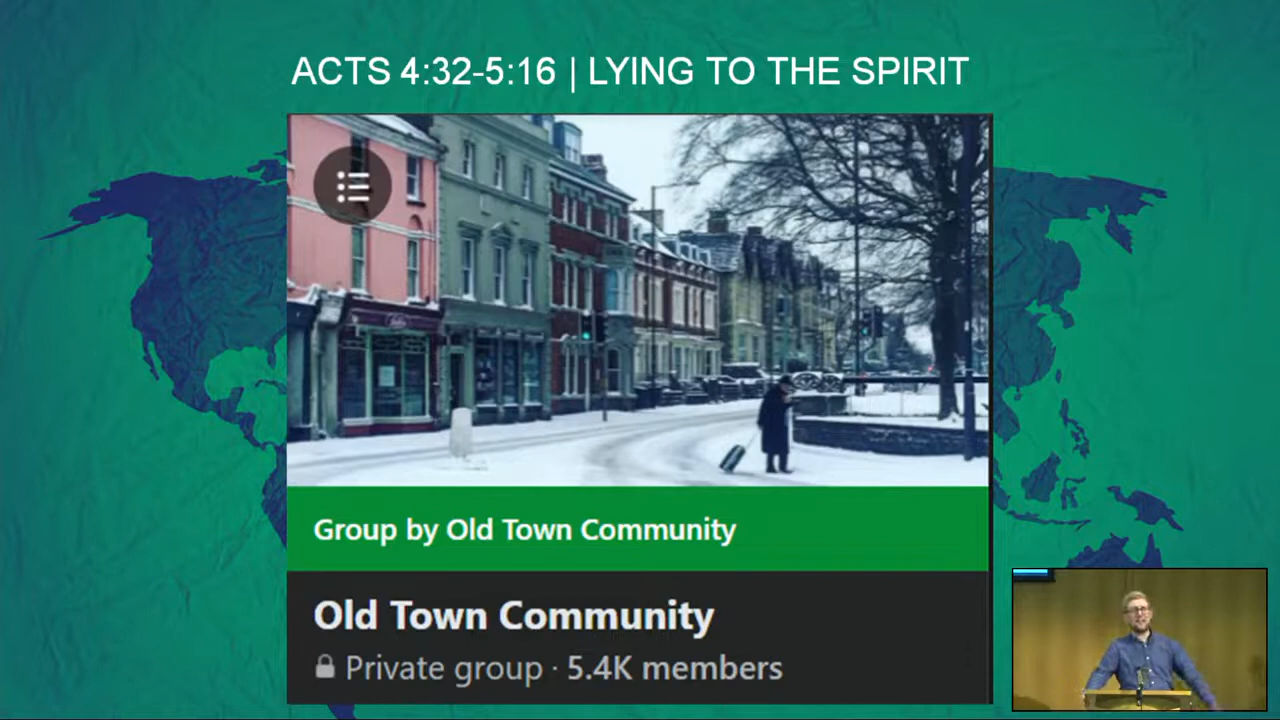 ACTS 4:32-5:16 | LYING TO THE SPIRIT
Group by Old Town Community
Old Town Community
Private group · 5.4K members